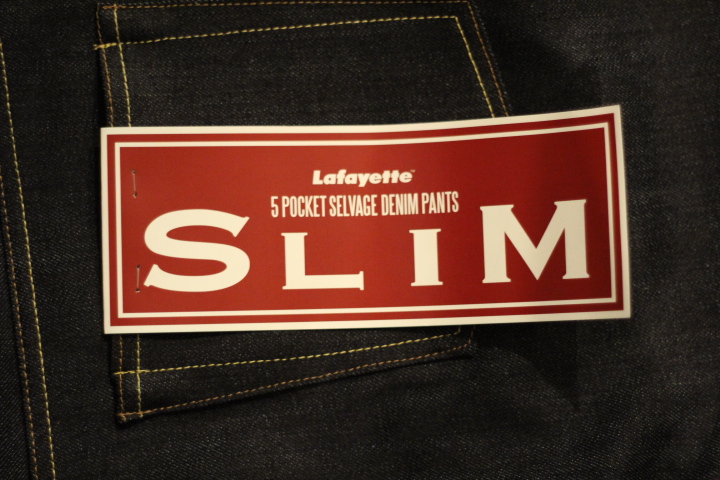 Lafayette
5 POCKET SELVAGE DENIM PANTS
SLIM